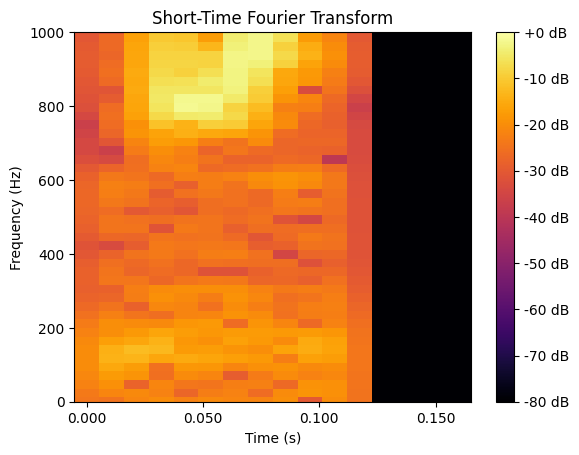 Short-Time Fourier Transform
1000
800
600
400
200
0
Frequency (Hz)
0.000
0.050
0.100
0.150
Time (s)
+0 dB
-10 dB
-20 dB
-30 dB
-40 dB
-50 dB
-60 dB
-70 dB
-80 dB